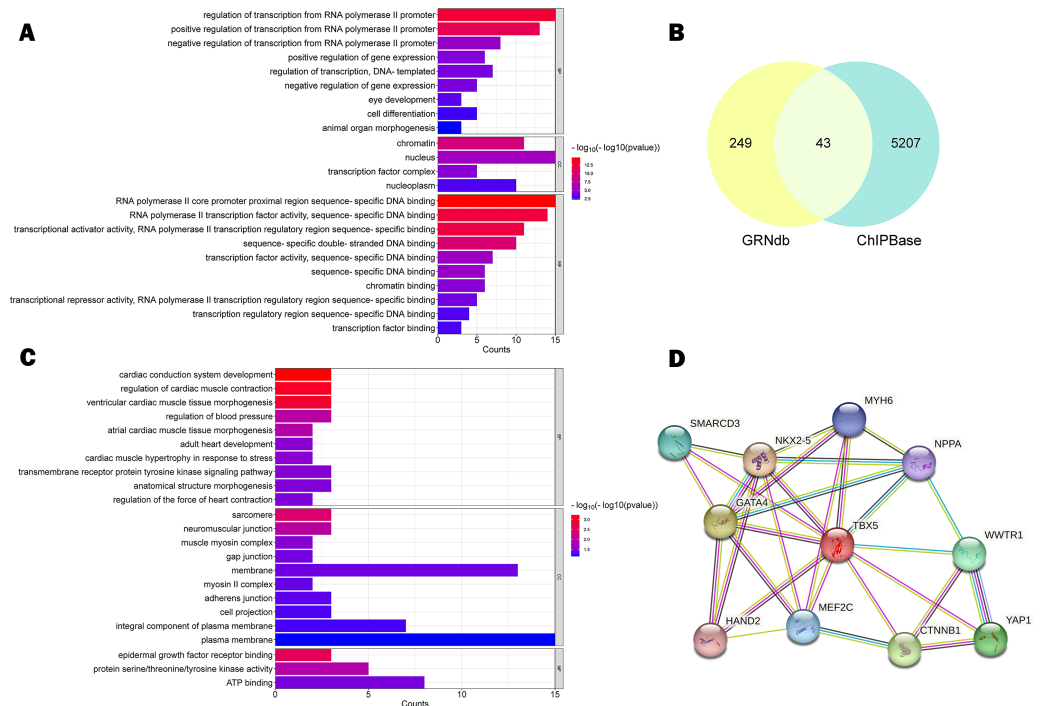 A
regulation of transcription from RNA polymerase II promoter
positive regulation of transcription from RNA polymerase II promoter
negative regulation of transcription from RNA polymerase II promoter
positive regulation of gene expression
regulation of transcription, DNA- templated
negative regulation of gene expression
eye development
cell differentiation
animal organ morphogenesis
BP
chromatin
nucleus
transcription factor complex
nucleoplasm
CC
RNA polymerase II core promoter proximal region sequence- specific DNA binding
RNA polymerase II transcription factor activity, sequence- specific DNA binding
transcriptional activator activity, RNA polymerase II transcription regulatory region sequence- specific binding
sequence- specific double- stranded DNA binding
transcription factor activity, sequence- specific DNA binding
sequence- specific DNA binding
chromatin binding
transcriptional repressor activity, RNA polymerase II transcription regulatory region sequence- specific binding
transcription regulatory region sequence- specific DNA binding
transcription factor binding
MF
0 5 10 15
Counts
- log10(- log10(pvalue))
12.5
10.0
7.5
5.0
2.5
B
249
43
5207
GRNdb
ChIPBase
C
cardiac conduction system development
regulation of cardiac muscle contraction
ventricular cardiac muscle tissue morphogenesis
regulation of blood pressure
atrial cardiac muscle tissue morphogenesis
adult heart development
cardiac muscle hypertrophy in response to stress
transmembrane receptor protein tyrosine kinase signaling pathway
anatomical structure morphogenesis
regulation of the force of heart contraction
BP
sarcomere
neuromuscular junction
muscle myosin complex
gap junction
membrane
myosin II complex
adherens junction
cell projection
integral component of plasma membrane
plasma membrane
CC
epidermal growth factor receptor binding
protein serine/threonine/tyrosine kinase activity
ATP binding
MF
0 5 10 15
Counts
- log10(- log10(pvalue))
3.0
2.5
2.0
1.5
D
MYH6
SMARCD3
NKX2-5
NPPA
GATA4
TBX5
WWTR1
HAND2
MEF2C
CTNNB1
YAP1